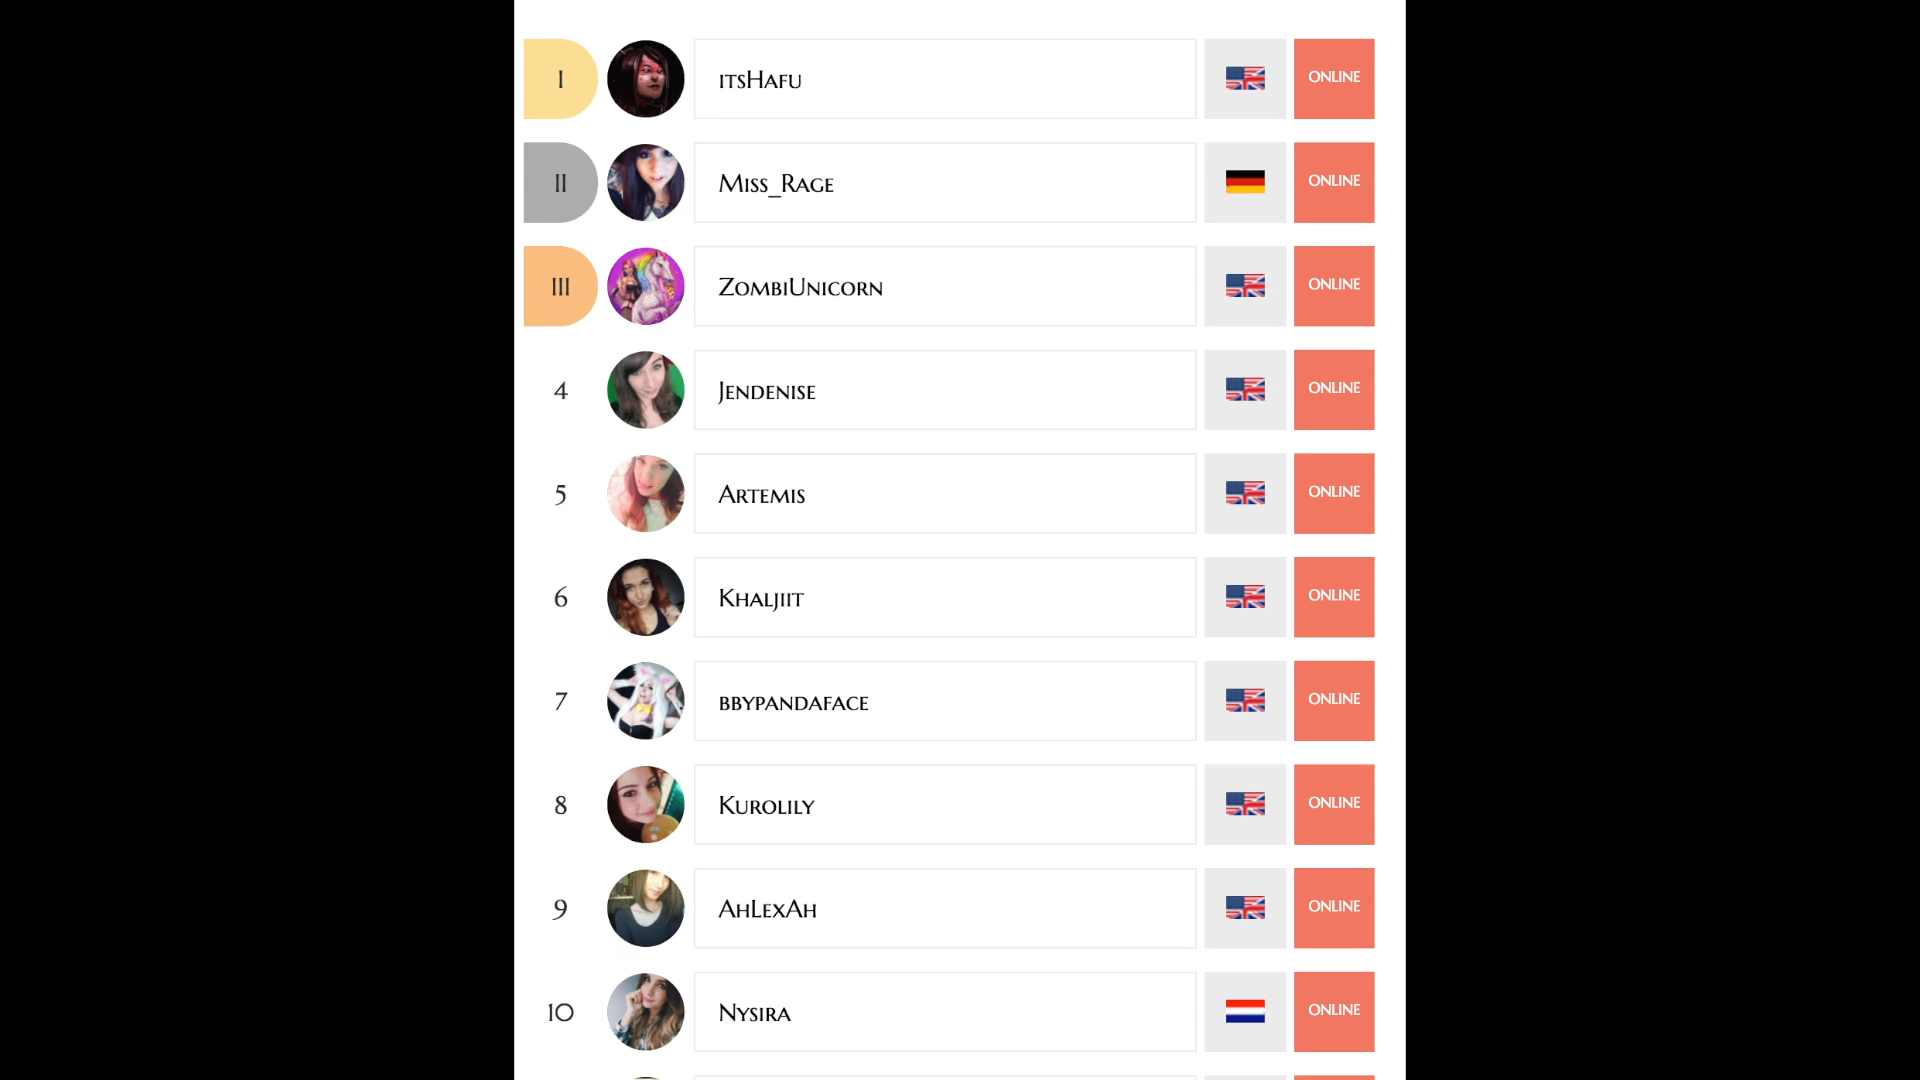 I itsHafu ONLINE
II Miss_Rage ONLINE
III ZombiUnicorn ONLINE
4 Jendenise ONLINE
5 Artemis ONLINE
6 Khaljiit ONLINE
7 bbypandaface ONLINE
8 Kurolily ONLINE
9 AhLexAh ONLINE
10 Nysira ONLINE